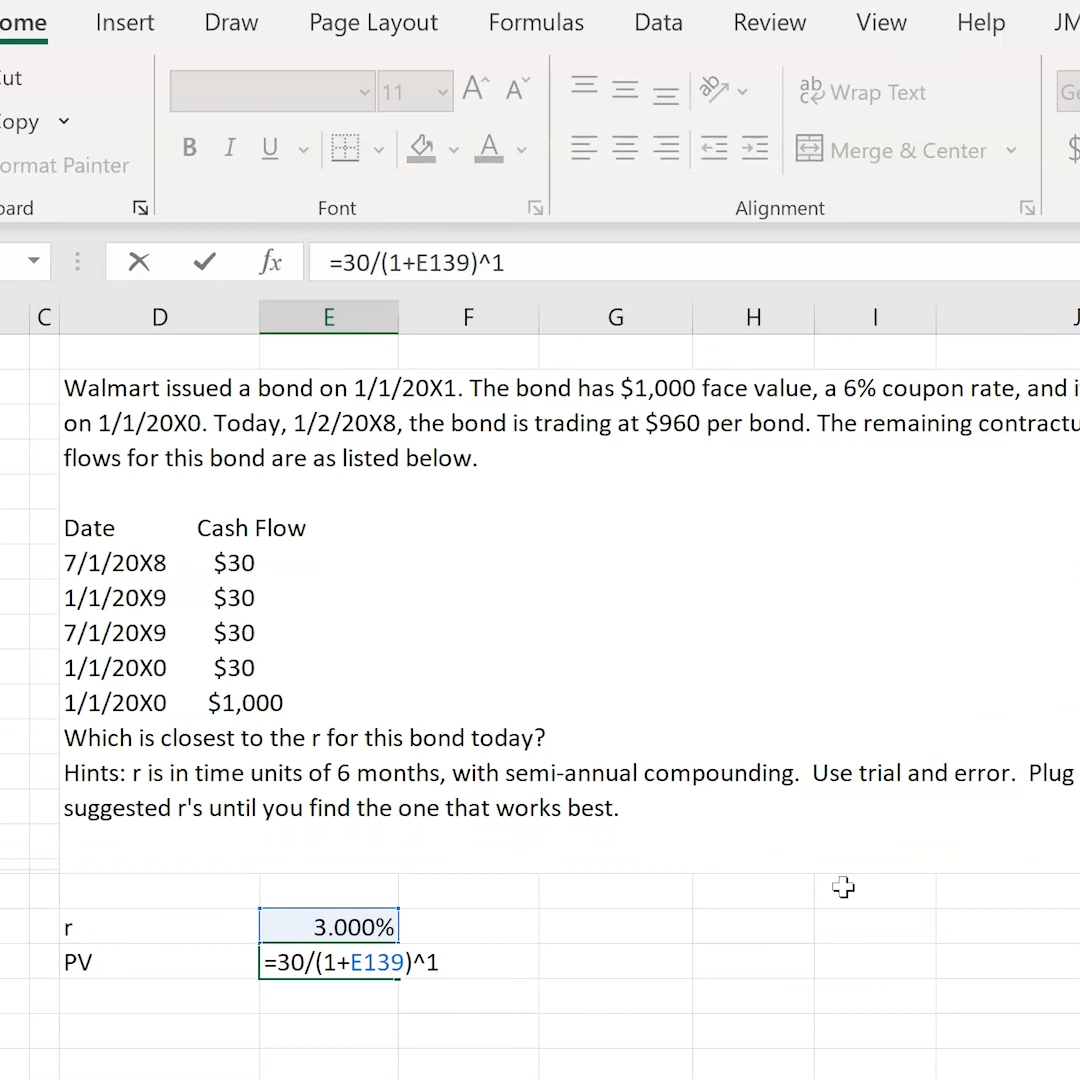 ome Insert Draw Page Layout Formulas Data Review View Help JM
ut
opy
ormat Painter
11 A A
ab Wrap Text
Ge
B I U A
Merge & Center
$
oard Font Alignment
fx =30/(1+E139)^1
C D E F G H I J
Walmart issued a bond on 1/1/20X1. The bond has $1,000 face value, a 6% coupon rate, and i
on 1/1/20X0. Today, 1/2/20X8, the bond is trading at $960 per bond. The remaining contractu
flows for this bond are as listed below.
Date Cash Flow
7/1/20X8 $30
1/1/20X9 $30
7/1/20X9 $30
1/1/20X0 $30
1/1/20X0 $1,000
Which is closest to the r for this bond today?
Hints: r is in time units of 6 months, with semi-annual compounding. Use trial and error. Plug
suggested r's until you find the one that works best.
r 3.000%
PV =30/(1+E139)^1